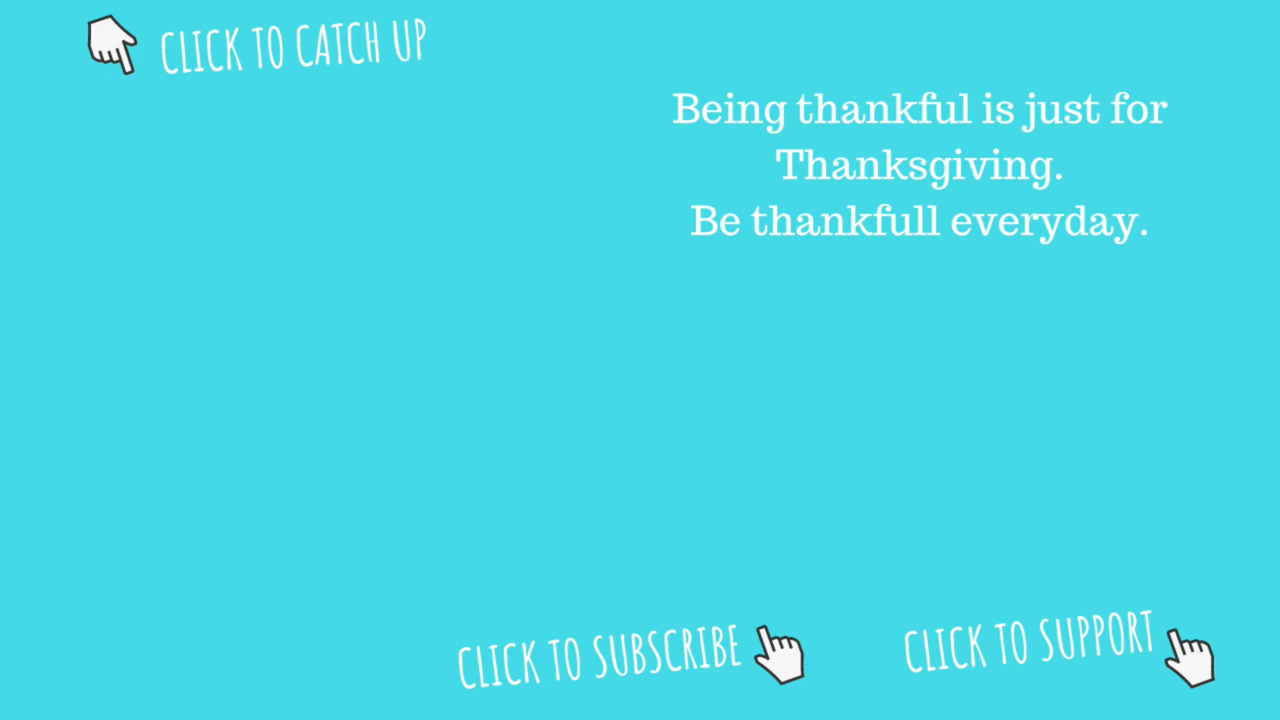 CLICK TO CATCH UP
Being thankful is just for
Thanksgiving.
Be thankfull everyday.
CLICK TO SUBSCRIBE
CLICK TO SUPPORT